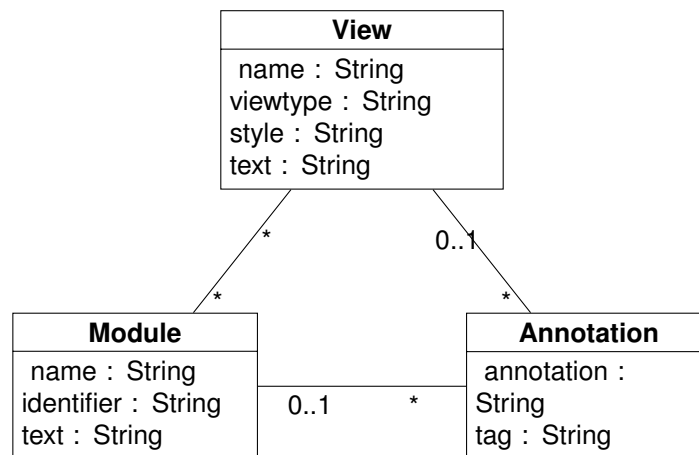 View
name : String
viewtype : String
style : String
text : String
*
0..1
*
*
Module
name : String
identifier : String
text : String
0..1
*
Annotation
annotation :
String
tag : String